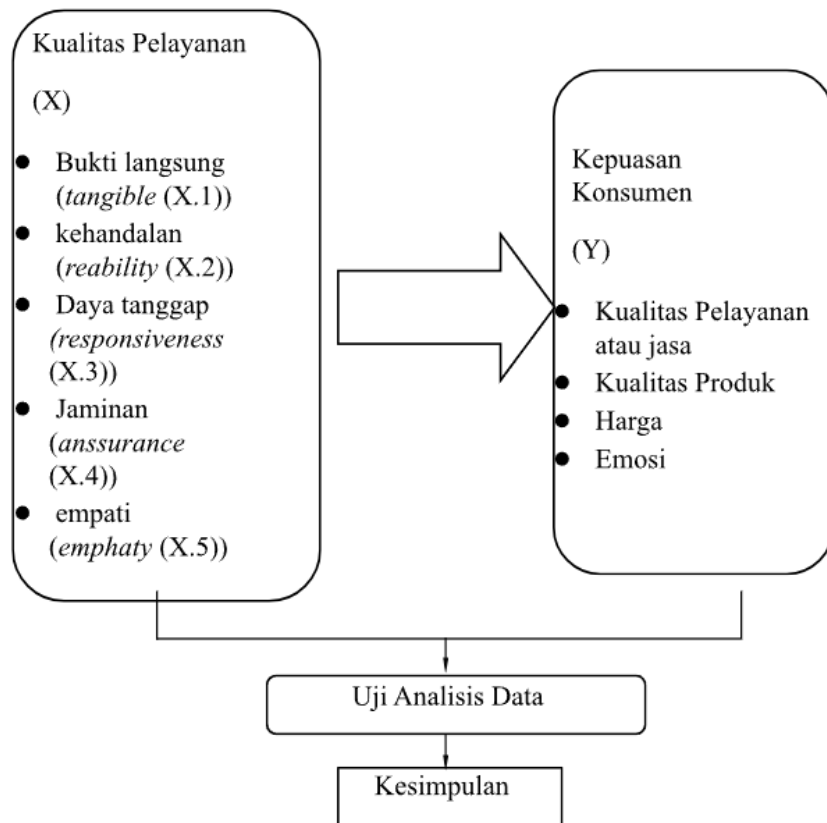 Kualitas Pelayanan
(X)
● Bukti langsung
(tangible (X.1))
● kehandalan
(reability (X.2))
● Daya tanggap
(responsiveness
(X.3))
● Jaminan
(anssurance
(X.4))
● empati
(emphaty (X.5))
Kepuasan
Konsumen
(Y)
● Kualitas Pelayanan
atau jasa
● Kualitas Produk
● Harga
● Emosi
Uji Analisis Data
Kesimpulan